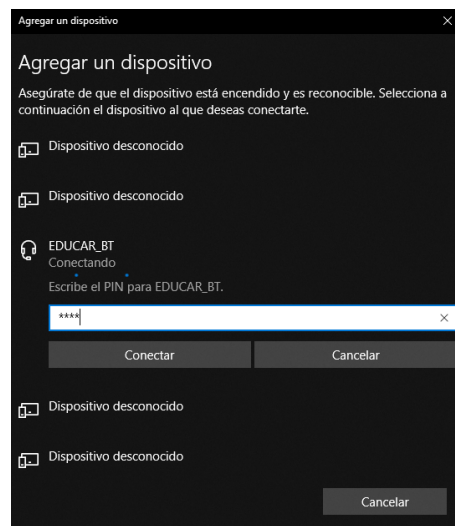 Agregar un dispositivo
Agregar un dispositivo
Asegúrate de que el dispositivo está encendido y es reconocible. Selecciona a
continuación el dispositivo al que deseas conectarte.
Dispositivo desconocido
Dispositivo desconocido
EDUCAR_BT
Conectando
Escribe el PIN para EDUCAR_BT.
****
Conectar Cancelar
Dispositivo desconocido
Dispositivo desconocido
Cancelar